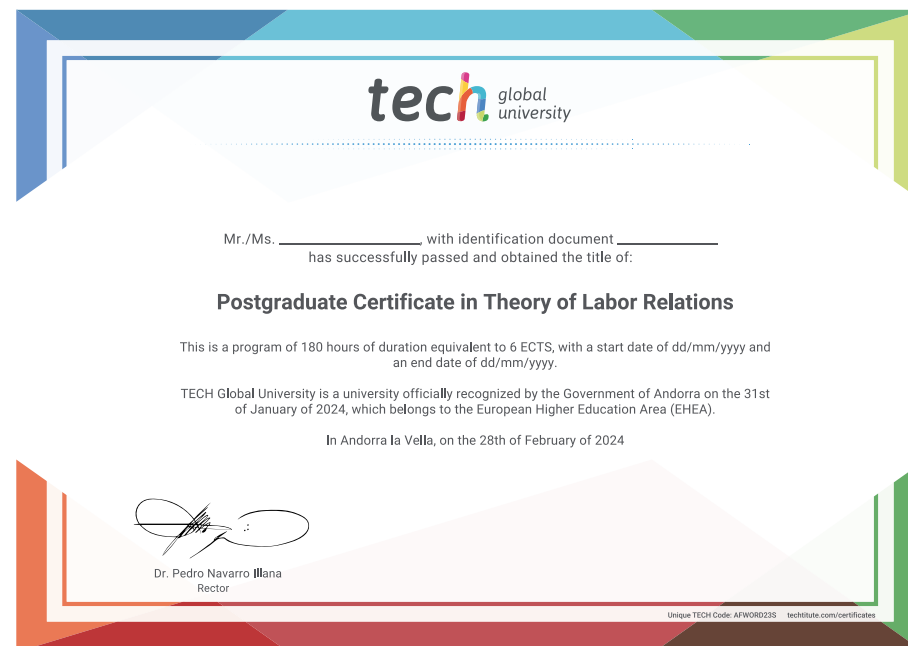 tech global
university
Mr./Ms. ____________, with identification document ____________
has successfully passed and obtained the title of:
Postgraduate Certificate in Theory of Labor Relations
This is a program of 180 hours of duration equivalent to 6 ECTS, with a start date of dd/mm/yyyy and
an end date of dd/mm/yyyy.
TECH Global University is a university officially recognized by the Government of Andorra on the 31st
of January of 2024, which belongs to the European Higher Education Area (EHEA).
In Andorra la Vella, on the 28th of February of 2024
Dr. Pedro Navarro Illana
Rector
Unique TECH Code: AFWORD23S techtitute.com/certificates